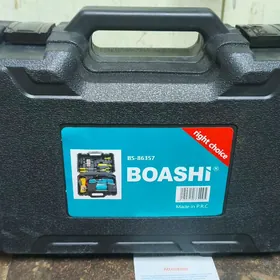 right choice
BS-86357
BOASHi®
Made in P.R.C